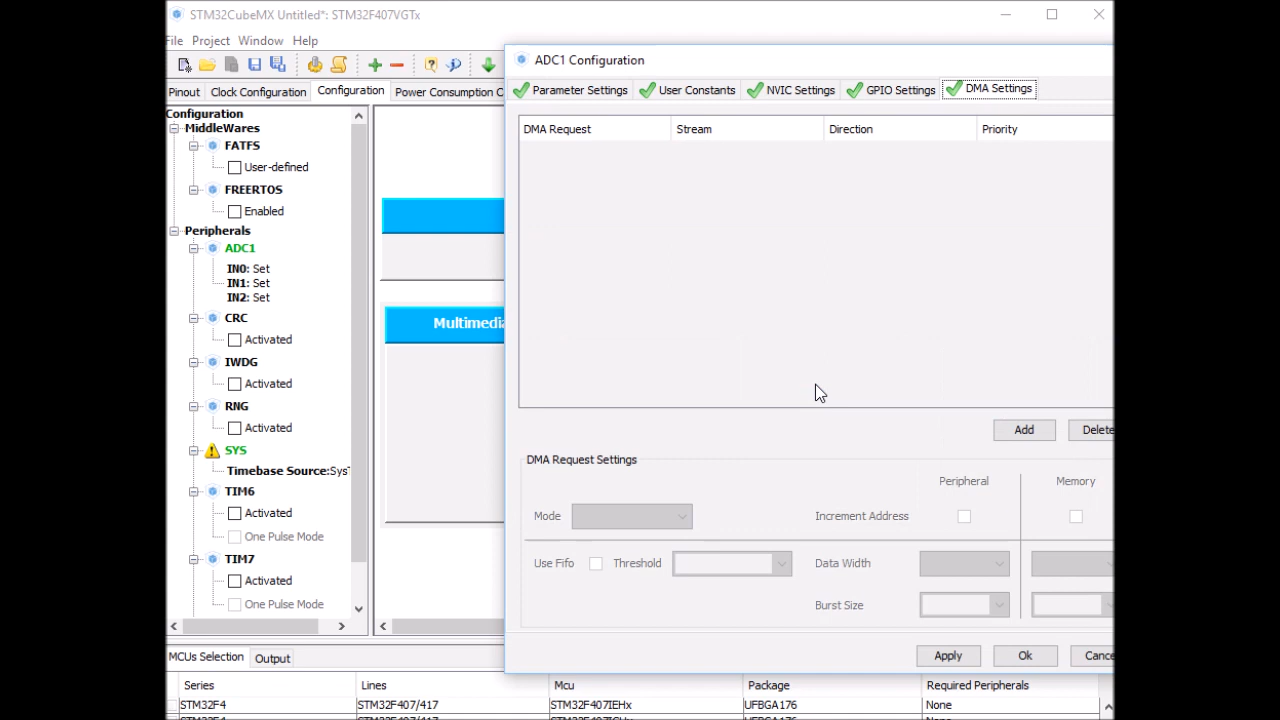 STM32CubeMX Untitled*: STM32F407VGTx
File Project Window Help
Pinout Clock Configuration Configuration Power Consumption C
Configuration
MiddleWares
FATFS
User-defined
FREERTOS
Enabled
Peripherals
ADC1
IN0: Set
IN1: Set
IN2: Set
CRC
Activated
IWDG
Activated
RNG
Activated
SYS
Timebase Source:Sys
TIM6
Activated
One Pulse Mode
TIM7
Activated
One Pulse Mode
Multimedia
ADC1 Configuration
Parameter Settings User Constants NVIC Settings GPIO Settings DMA Settings
DMA Request Stream Direction Priority
Add Delete
DMA Request Settings
Peripheral Memory
Mode Increment Address
Use Fifo Threshold Data Width
Burst Size
Apply Ok Cance
MCUs Selection Output
Series Lines Mcu Package Required Peripherals
STM32F4 STM32F407/417 STM32F407IEHx UFBGA176 None